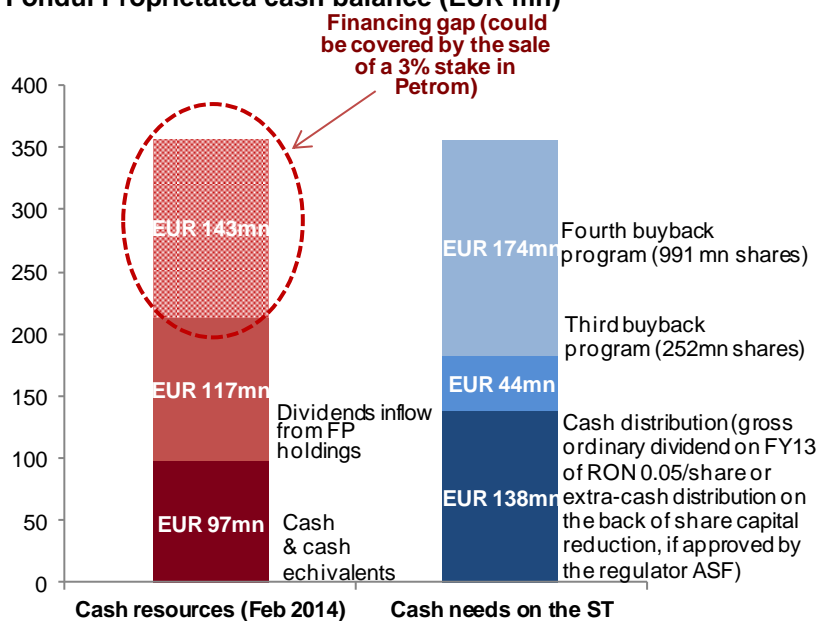 Fondul Proprietatea cash balance (EUR mn)
Financing gap (could
be covered by the sale
of a 3% stake in
Petrom)
400
350
300
250
200
150
100
50
0
EUR 143mn
EUR 117mn
EUR 97mn
Dividends inflow
from FP
holdings
Cash
& cash
echivalents
EUR 174mn
EUR 44mn
EUR 138mn
Fourth buyback
program (991 mn shares)
Third buyback
program (252mn shares)
Cash distribution (gross
ordinary dividend on FY13
of RON 0.05/share or
extra-cash distribution on
the back of share capital
reduction, if approved by
the regulator ASF)
Cash resources (Feb 2014)
Cash needs on the ST